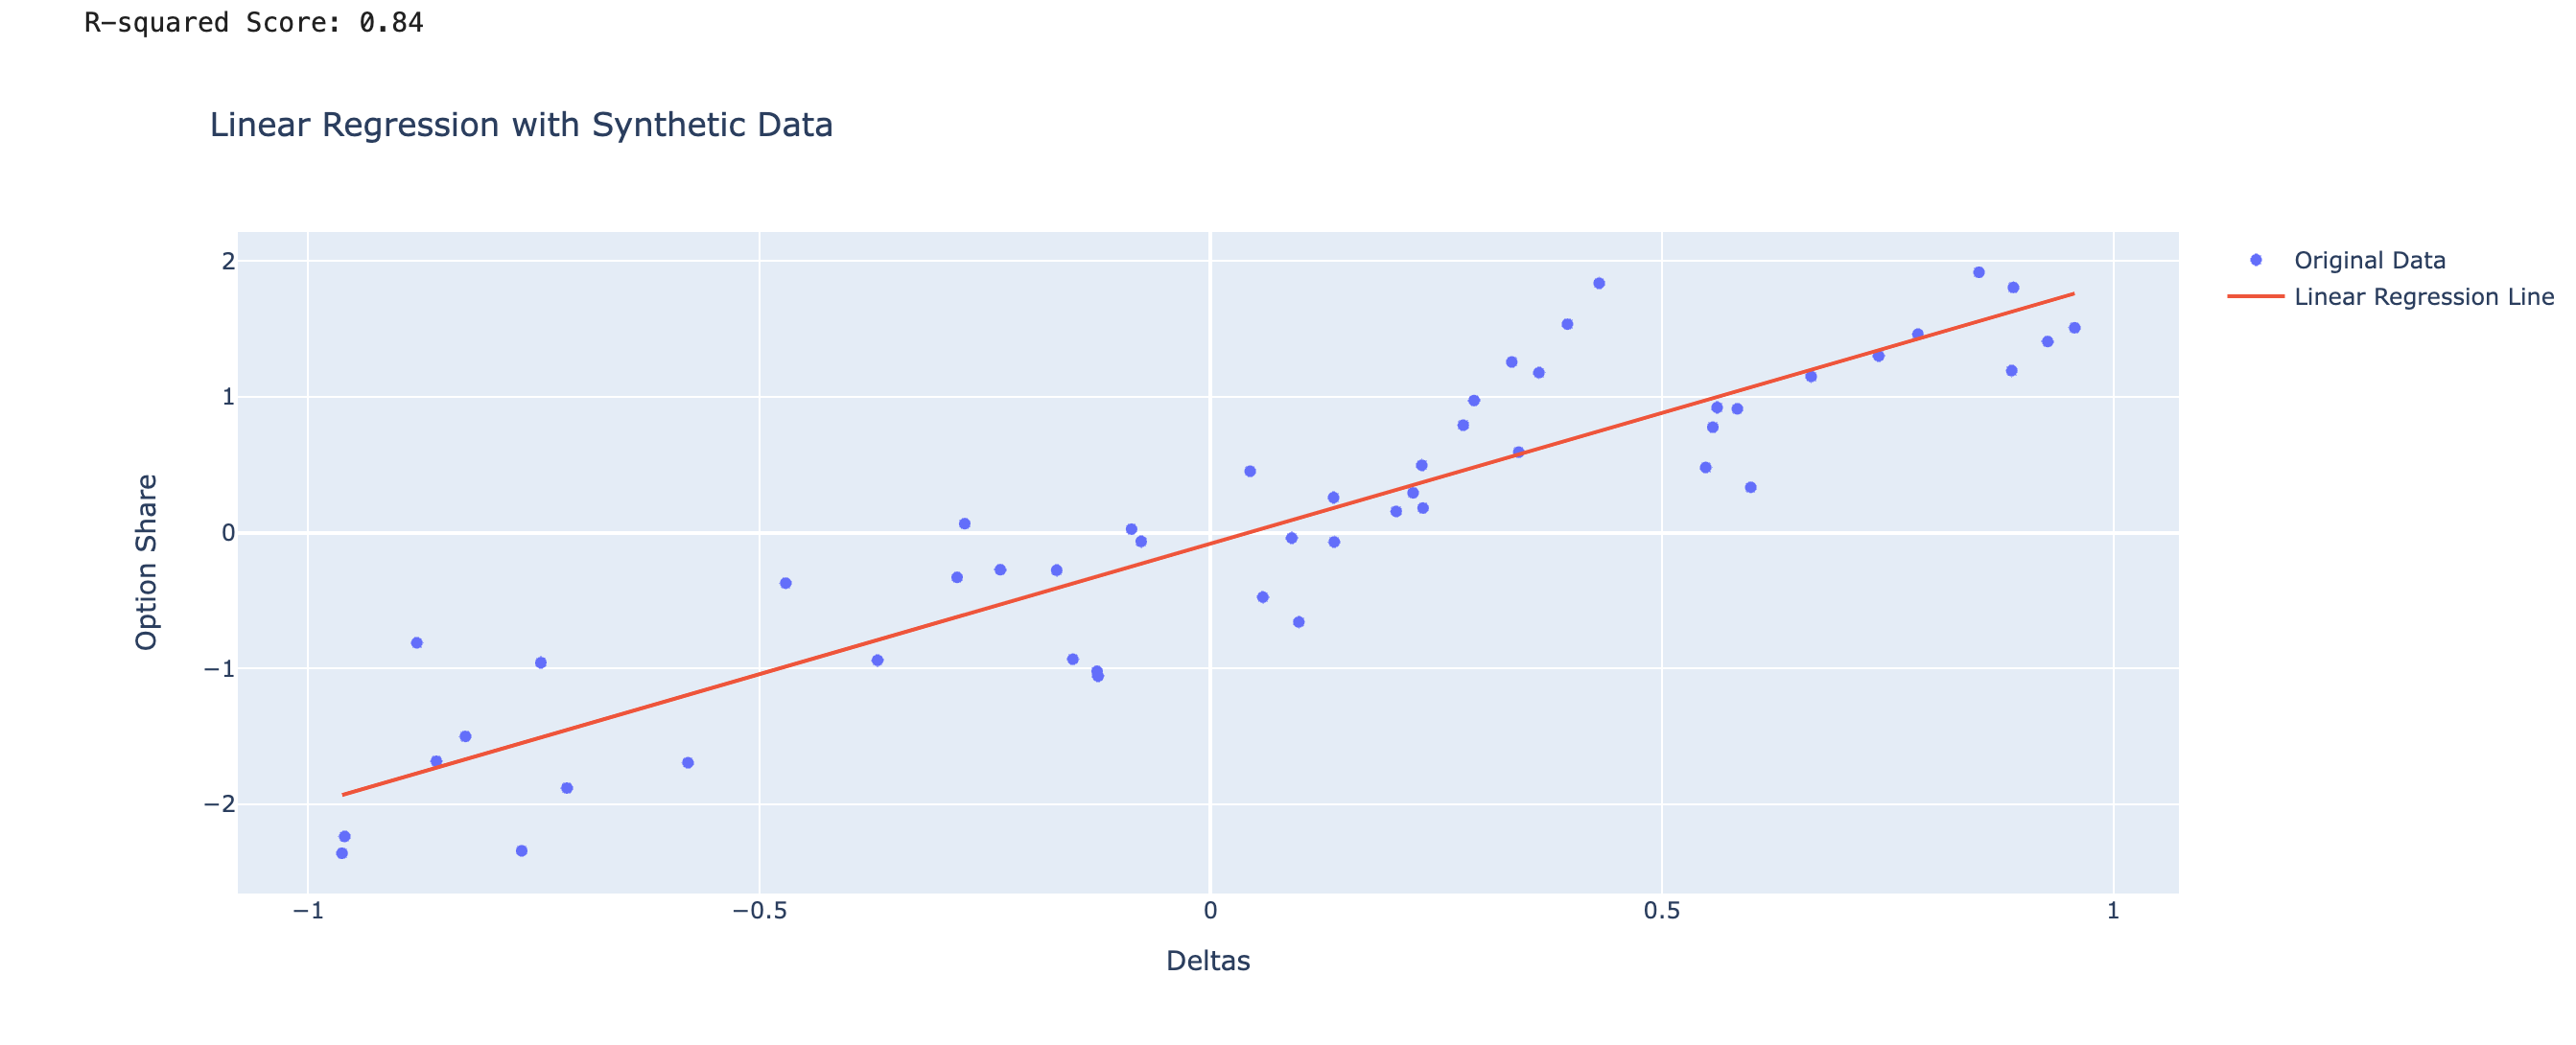 R-squared Score: 0.84
Linear Regression with Synthetic Data
Original Data
Linear Regression Line
2
1
0
−1
−2
Option Share
−1
−0.5
0
0.5
1
Deltas